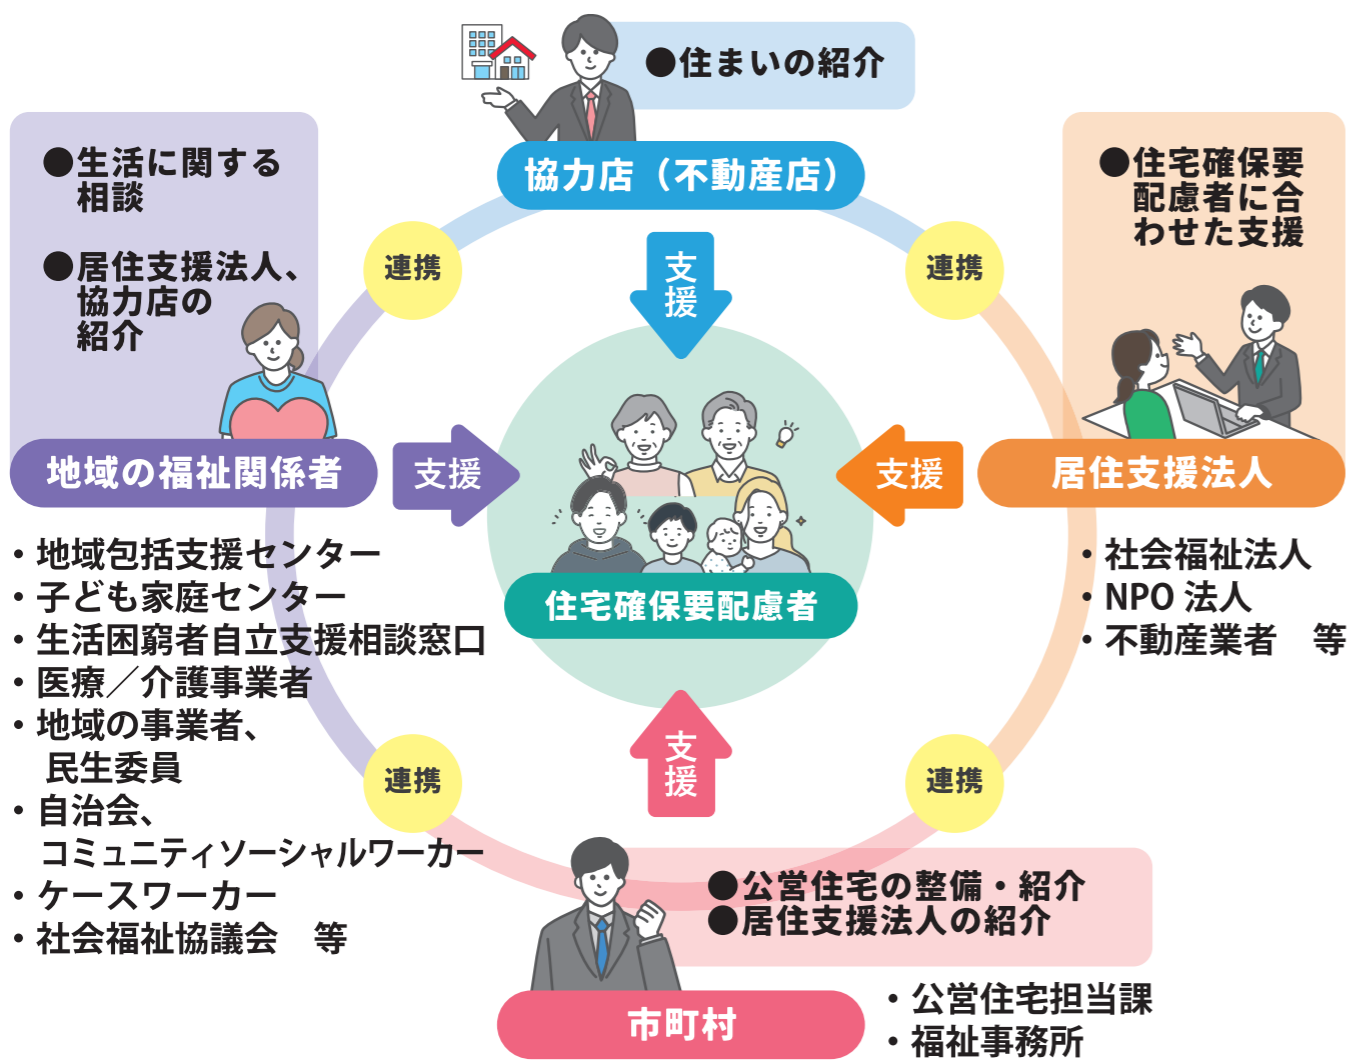 ●住まいの紹介
協力店（不動産店）
●生活に関する
相談
●居住支援法人、
協力店の
紹介
●住宅確保要
配慮者に合
わせた支援
連携
連携
支援
地域の福祉関係者
支援
支援
居住支援法人
住宅確保要配慮者
・地域包括支援センター
・子ども家庭センター
・生活困窮者自立支援相談窓口
・医療／介護事業者
・地域の事業者、
民生委員
・自治会、
コミュニティソーシャルワーカー
・ケースワーカー
・社会福祉協議会　等
・社会福祉法人
・NPO 法人
・不動産業者　等
支援
連携
連携
●公営住宅の整備・紹介
●居住支援法人の紹介
市町村
・公営住宅担当課
・福祉事務所